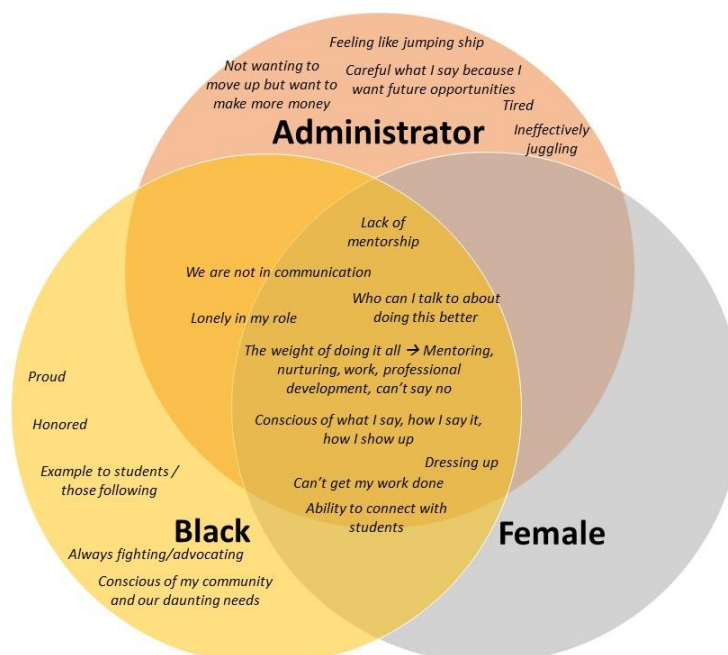 Feeling like jumping ship
Not wanting to
move up but want to
make more money
Careful what I say because I
want future opportunities
Tired
Administrator
Ineffectively
juggling
Lack of
mentorship
We are not in communication
Who can I talk to about
doing this better
Lonely in my role
The weight of doing it all → Mentoring,
nurturing, work, professional
development, can’t say no
Proud
Honored
Conscious of what I say, how I say it,
how I show up
Example to students /
those following
Dressing up
Can’t get my work done
Ability to connect with
students
Black
Female
Always fighting/advocating
Conscious of my community
and our daunting needs